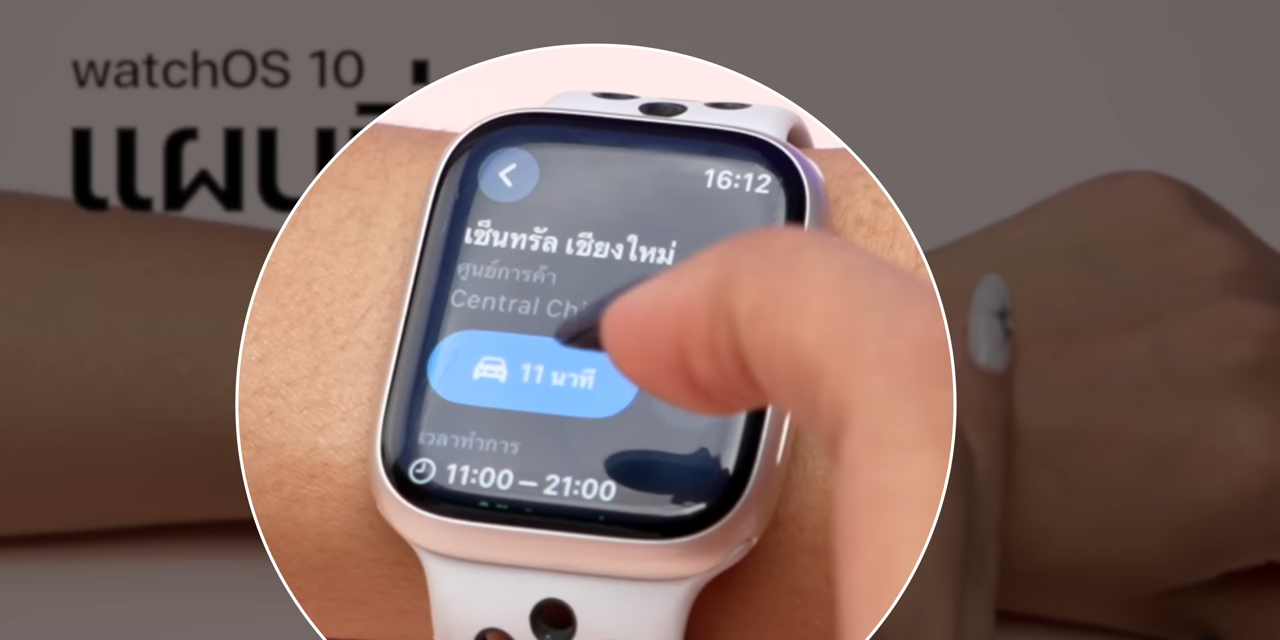 watchOS 10
16:12
เซ็นทรัล เชียงใหม่
ศูนย์การค้า
Central
11 นาที
เวลาทำการ
11:00 – 21:00